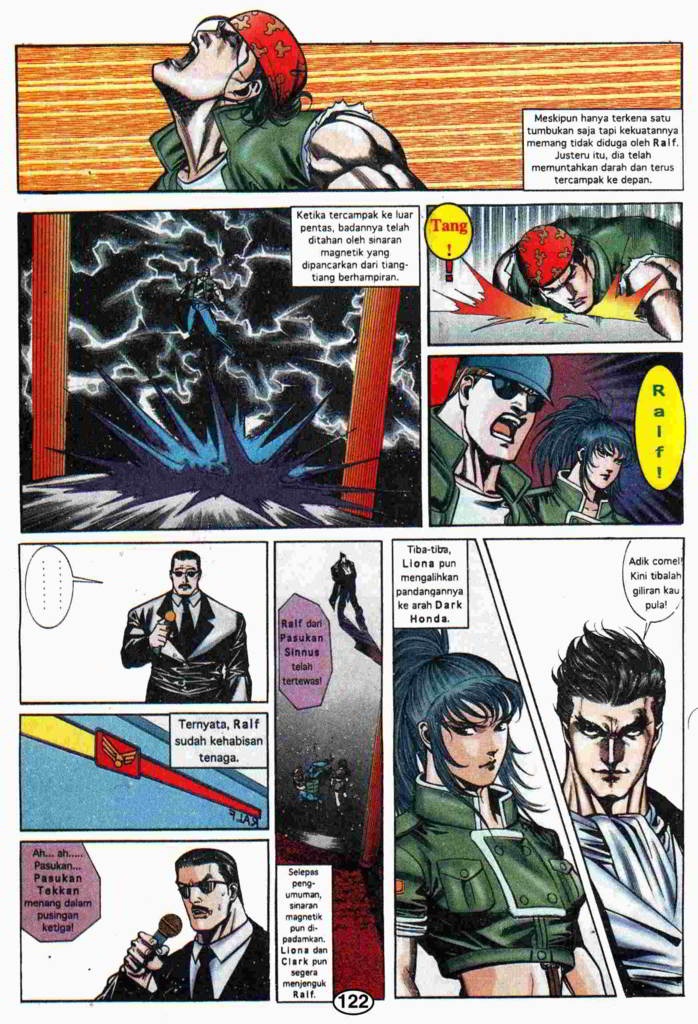 Meskipun hanya terkena satu
tumbukan saja tapi kekuatannya
memang tidak diduga oleh Ralf.
Justeru itu, dia telah
memuntahkan darah dan terus
tercampak ke depan.
Ketika tercampak ke luar
pentas, badannya telah
ditahan oleh sinaran
magnetik yang
dipancarkan dari tiang-
tiang berhampiran.
Tang
!
!
!
R
a
l
f
!
. . . . . .
. . . . . .
Ralf dari
Pasukan
Sinnus
telah
tertewas!
Tiba-tiba,
Liona pun
mengalihkan
pandangannya
ke arah Dark
Honda.
Adik comel!
Kini tibalah
giliran kau
pula!
Ternyata, Ralf
sudah kehabisan
tenaga.
RALF
Ah... ah.....
Pasukan...
Pasukan
Tekkan
menang dalam
pusingan
ketiga!
Selepas
peng-
umuman,
sinaran
magnetik
pun di-
padamkan.
Liona dan
Clark pun
segera
menjenguk
Ralf.
122